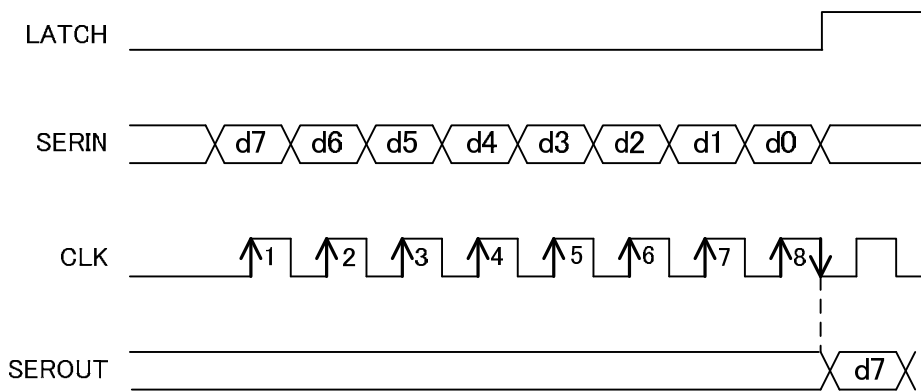 LATCH
SERIN d7 d6 d5 d4 d3 d2 d1 d0
CLK 1 2 3 4 5 6 7 8
SEROUT d7